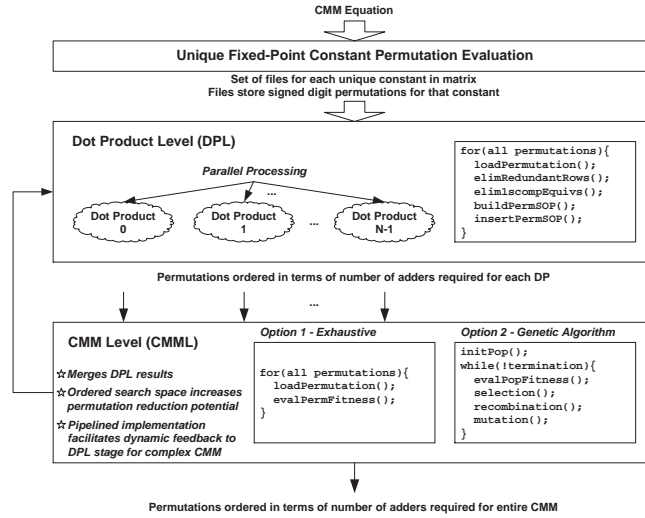 CMM Equation
Unique Fixed-Point Constant Permutation Evaluation
Set of files for each unique constant in matrix
Files store signed digit permutations for that constant
Dot Product Level (DPL)
Parallel Processing
...
Dot Product
0
Dot Product
1
...
Dot Product
N-1
for(all permutations){
loadPermutation();
elimRedundantRows();
elim1scompEquivs();
buildPermSOP();
insertPermSOP();
}
Permutations ordered in terms of number of adders required for each DP
...
CMM Level (CMML)
☆Merges DPL results
☆Ordered search space increases
permutation reduction potential
☆Pipelined implementation
facilitates dynamic feedback to
DPL stage for complex CMM
Option 1 - Exhaustive
for(all permutations){
loadPermutation();
evalPermFitness();
}
Option 2 - Genetic Algorithm
initPop();
while(!termination){
evalPopFitness();
selection();
recombination();
mutation();
}
Permutations ordered in terms of number of adders required for entire CMM